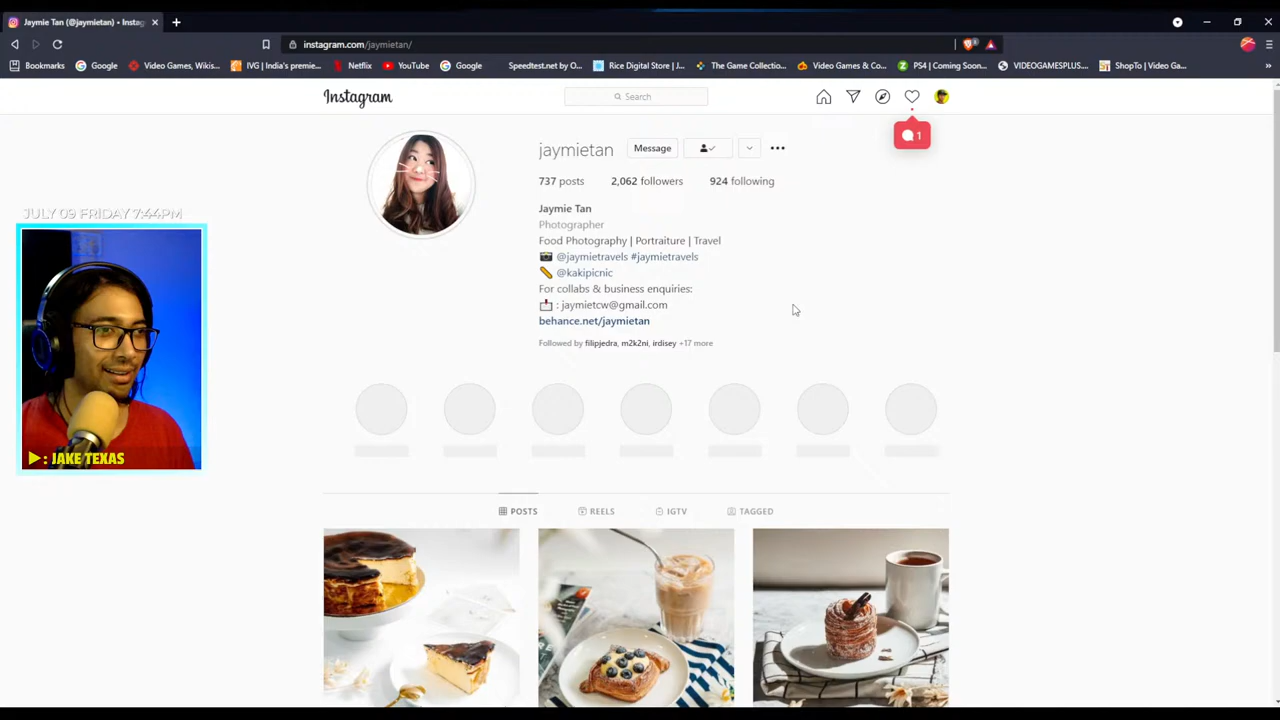 Jaymie Tan (@jaymietan) • Instag
instagram.com/jaymietan/
Bookmarks
Google
Video Games, Wikis...
IVG | India's premie...
Netflix
YouTube
Google
Speedtest.net by O...
Rice Digital Store | J...
The Game Collectio...
Video Games & Co...
PS4 | Coming Soon...
VIDEOGAMESPLUS...
ShopTo | Video Ga...
»
Instagram
Search
1
jaymietan
Message
737 posts 2,062 followers 924 following
Jaymie Tan
Photographer
Food Photography | Portraiture | Travel
📸 @jaymietravels #jaymietravels
@kakipicnic
For collabs & business enquiries:
📩 : jaymietcw@gmail.com
behance.net/jaymietan
Followed by filipjedra, m2k2ni, irdisey +17 more
JULY 09 FRIDAY 7:44PM
▶: JAKE TEXAS
POSTS
REELS
IGTV
TAGGED